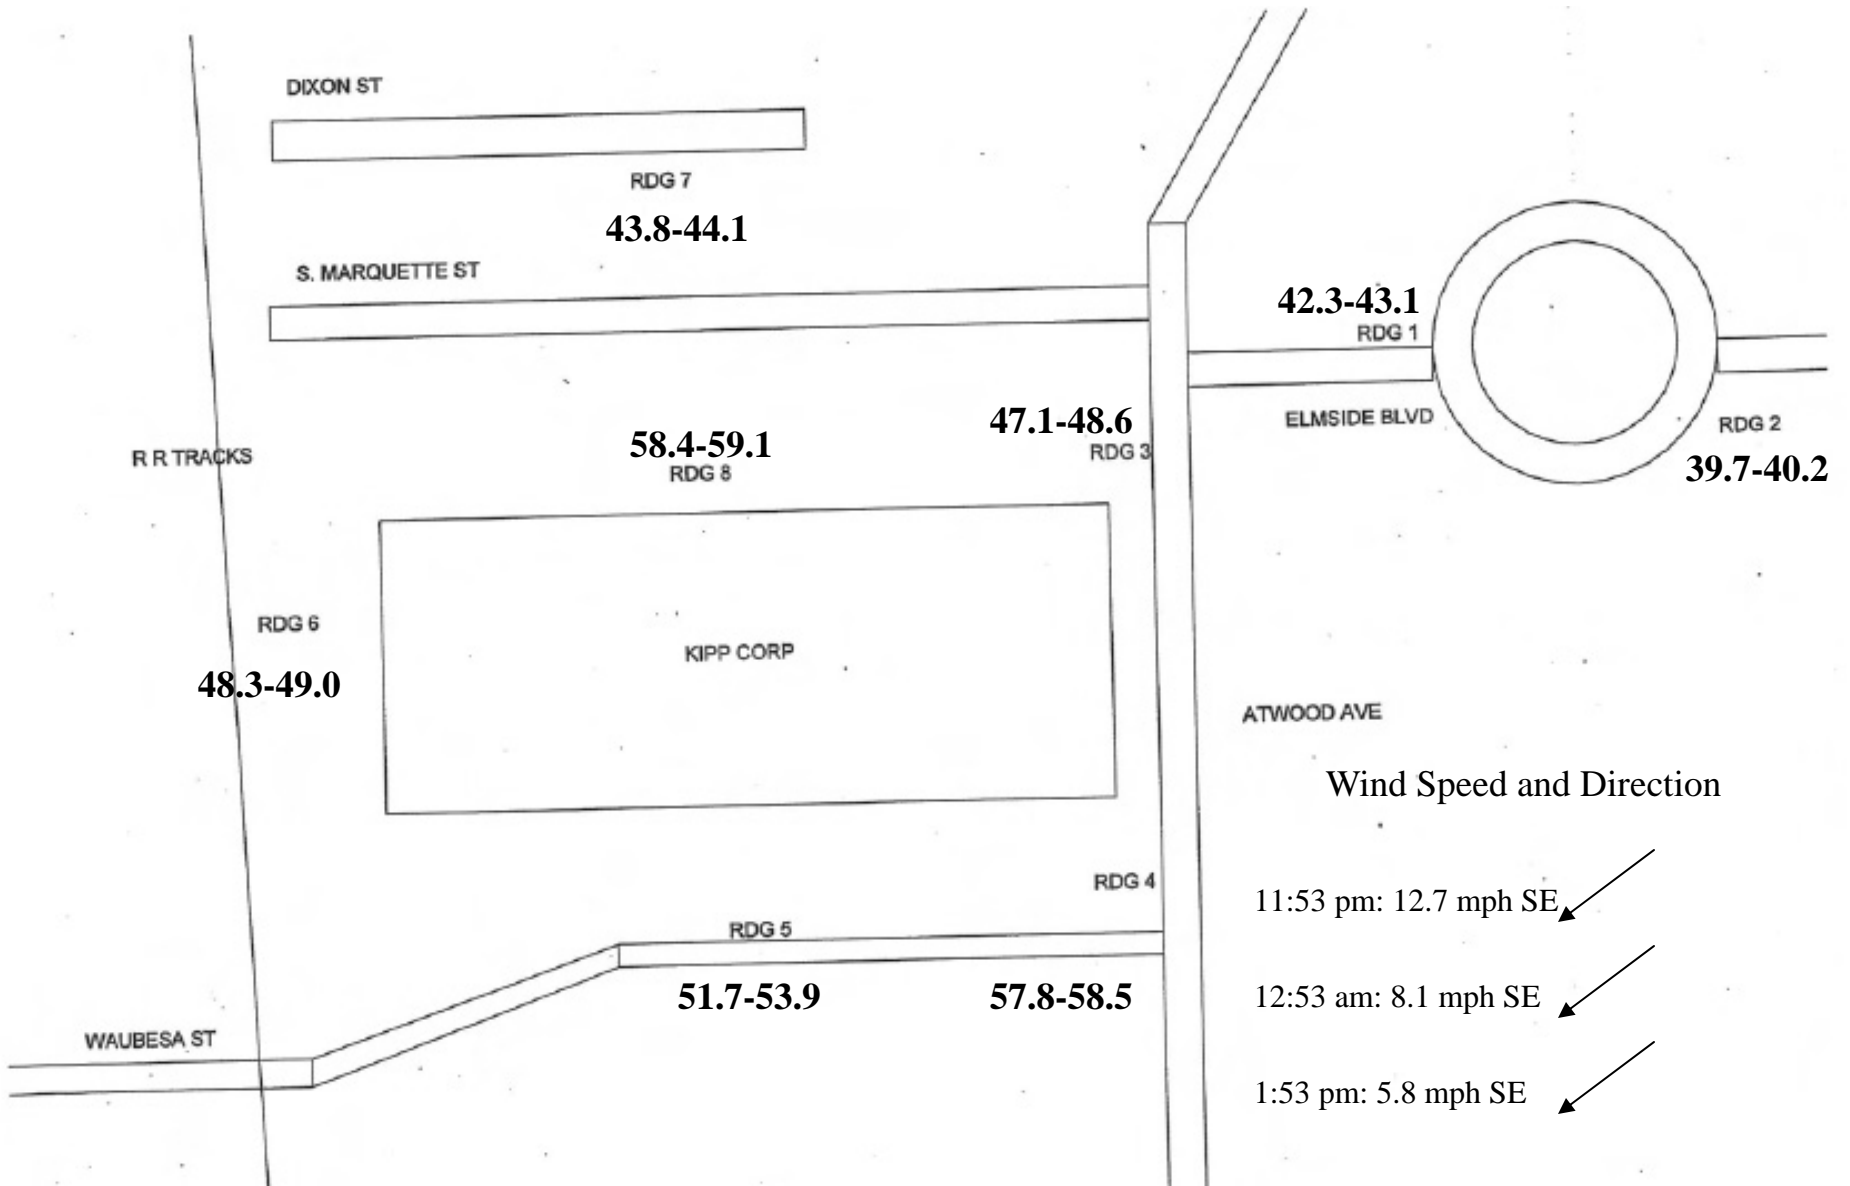 DIXON ST
RDG 7
43.8-44.1
S. MARQUETTE ST
42.3-43.1
RDG 1
ELMSIDE BLVD
RDG 2
39.7-40.2
47.1-48.6
RDG 3
58.4-59.1
RDG 8
R R TRACKS
RDG 6
48.3-49.0
KIPP CORP
ATWOOD AVE
Wind Speed and Direction
RDG 4
11:53 pm: 12.7 mph SE
RDG 5
51.7-53.9
57.8-58.5
12:53 am: 8.1 mph SE
WAUBESA ST
1:53 pm: 5.8 mph SE